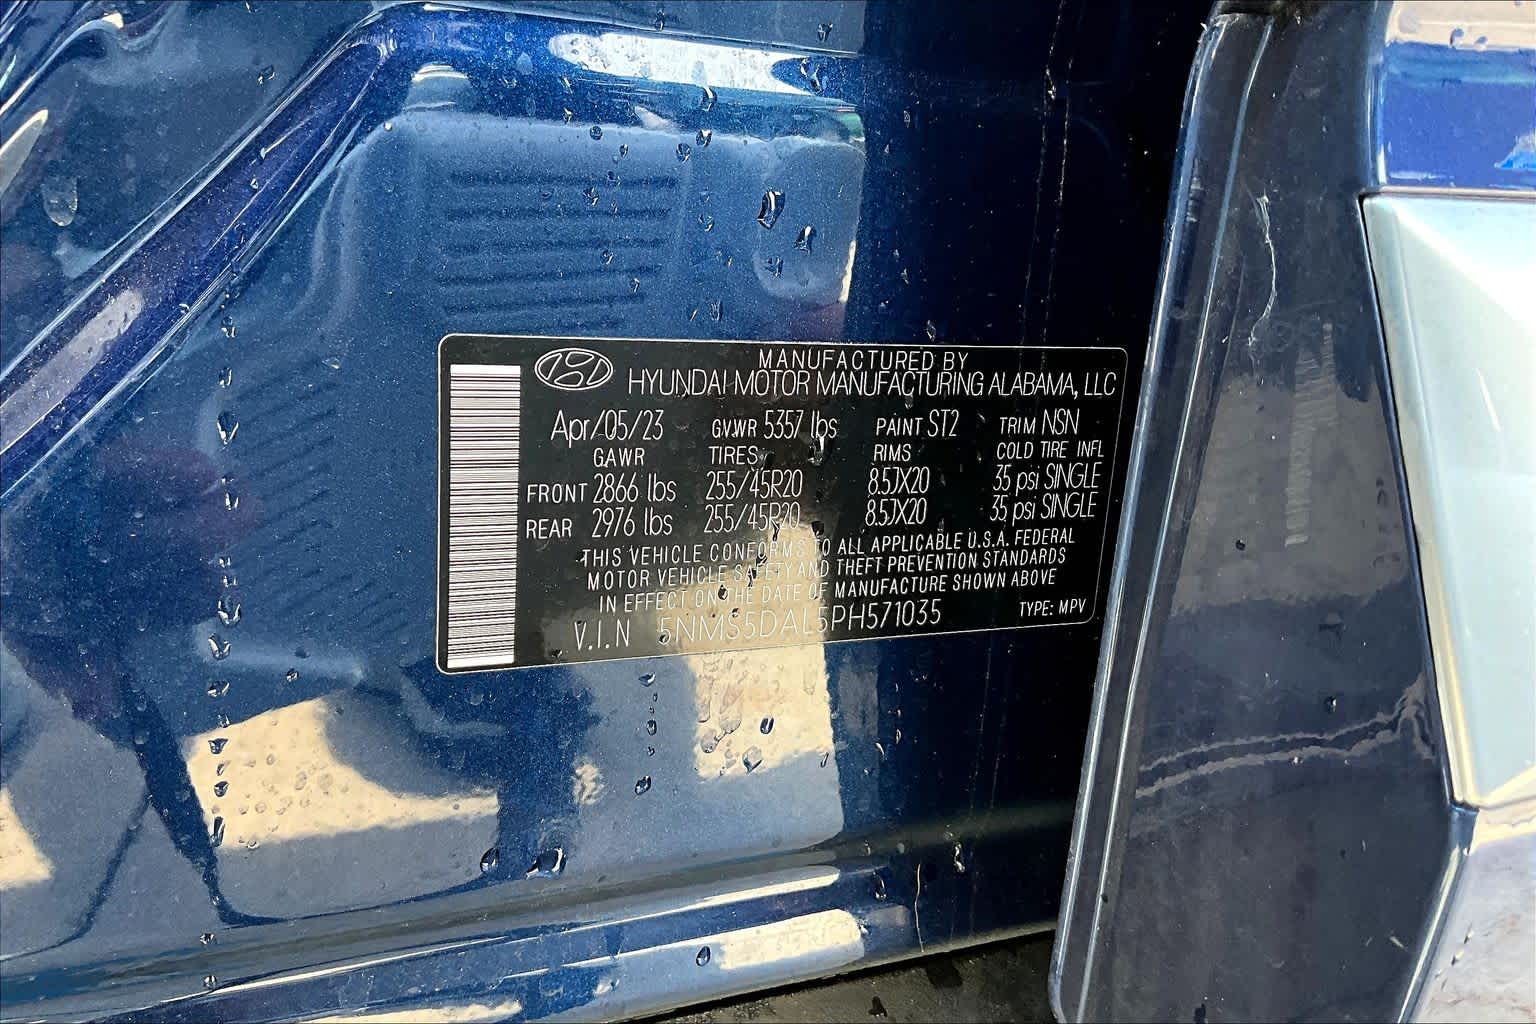 MANUFACTURED BY
HYUNDAI MOTOR MANUFACTURING ALABAMA, LLC
Apr/05/23 GVWR 5357 lbs PAINT ST2 TRIM NSN
GAWR TIRES RIMS COLD TIRE INFL
FRONT 2866 lbs 255/45R20 8.5JX20 35 psi SINGLE
REAR 2976 lbs 255/45R20 8.5JX20 35 psi SINGLE
THIS VEHICLE CONFORMS TO ALL APPLICABLE U.S.A. FEDERAL
MOTOR VEHICLE SAFETY AND THEFT PREVENTION STANDARDS
IN EFFECT ON THE DATE OF MANUFACTURE SHOWN ABOVE
V.I.N 5NMS5DAL5PH571035 TYPE: MPV